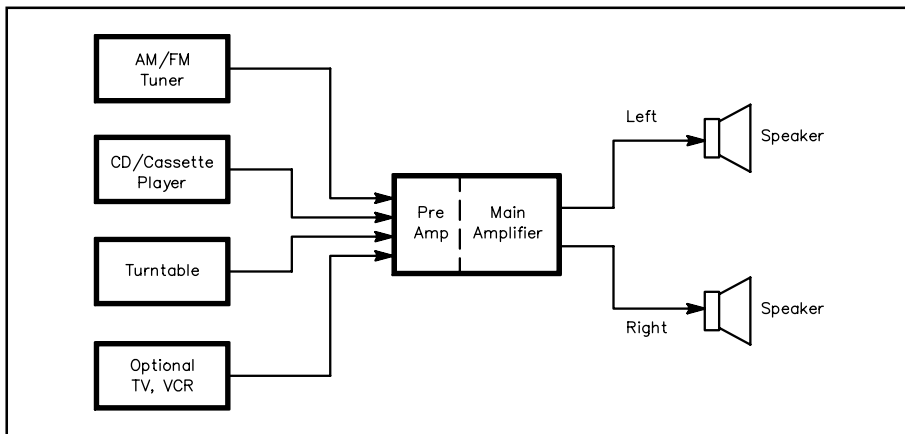 AM/FM
Tuner
CD/Cassette
Player
Turntable
Optional
TV, VCR
Pre
Amp
Main
Amplifier
Left
Speaker
Right
Speaker